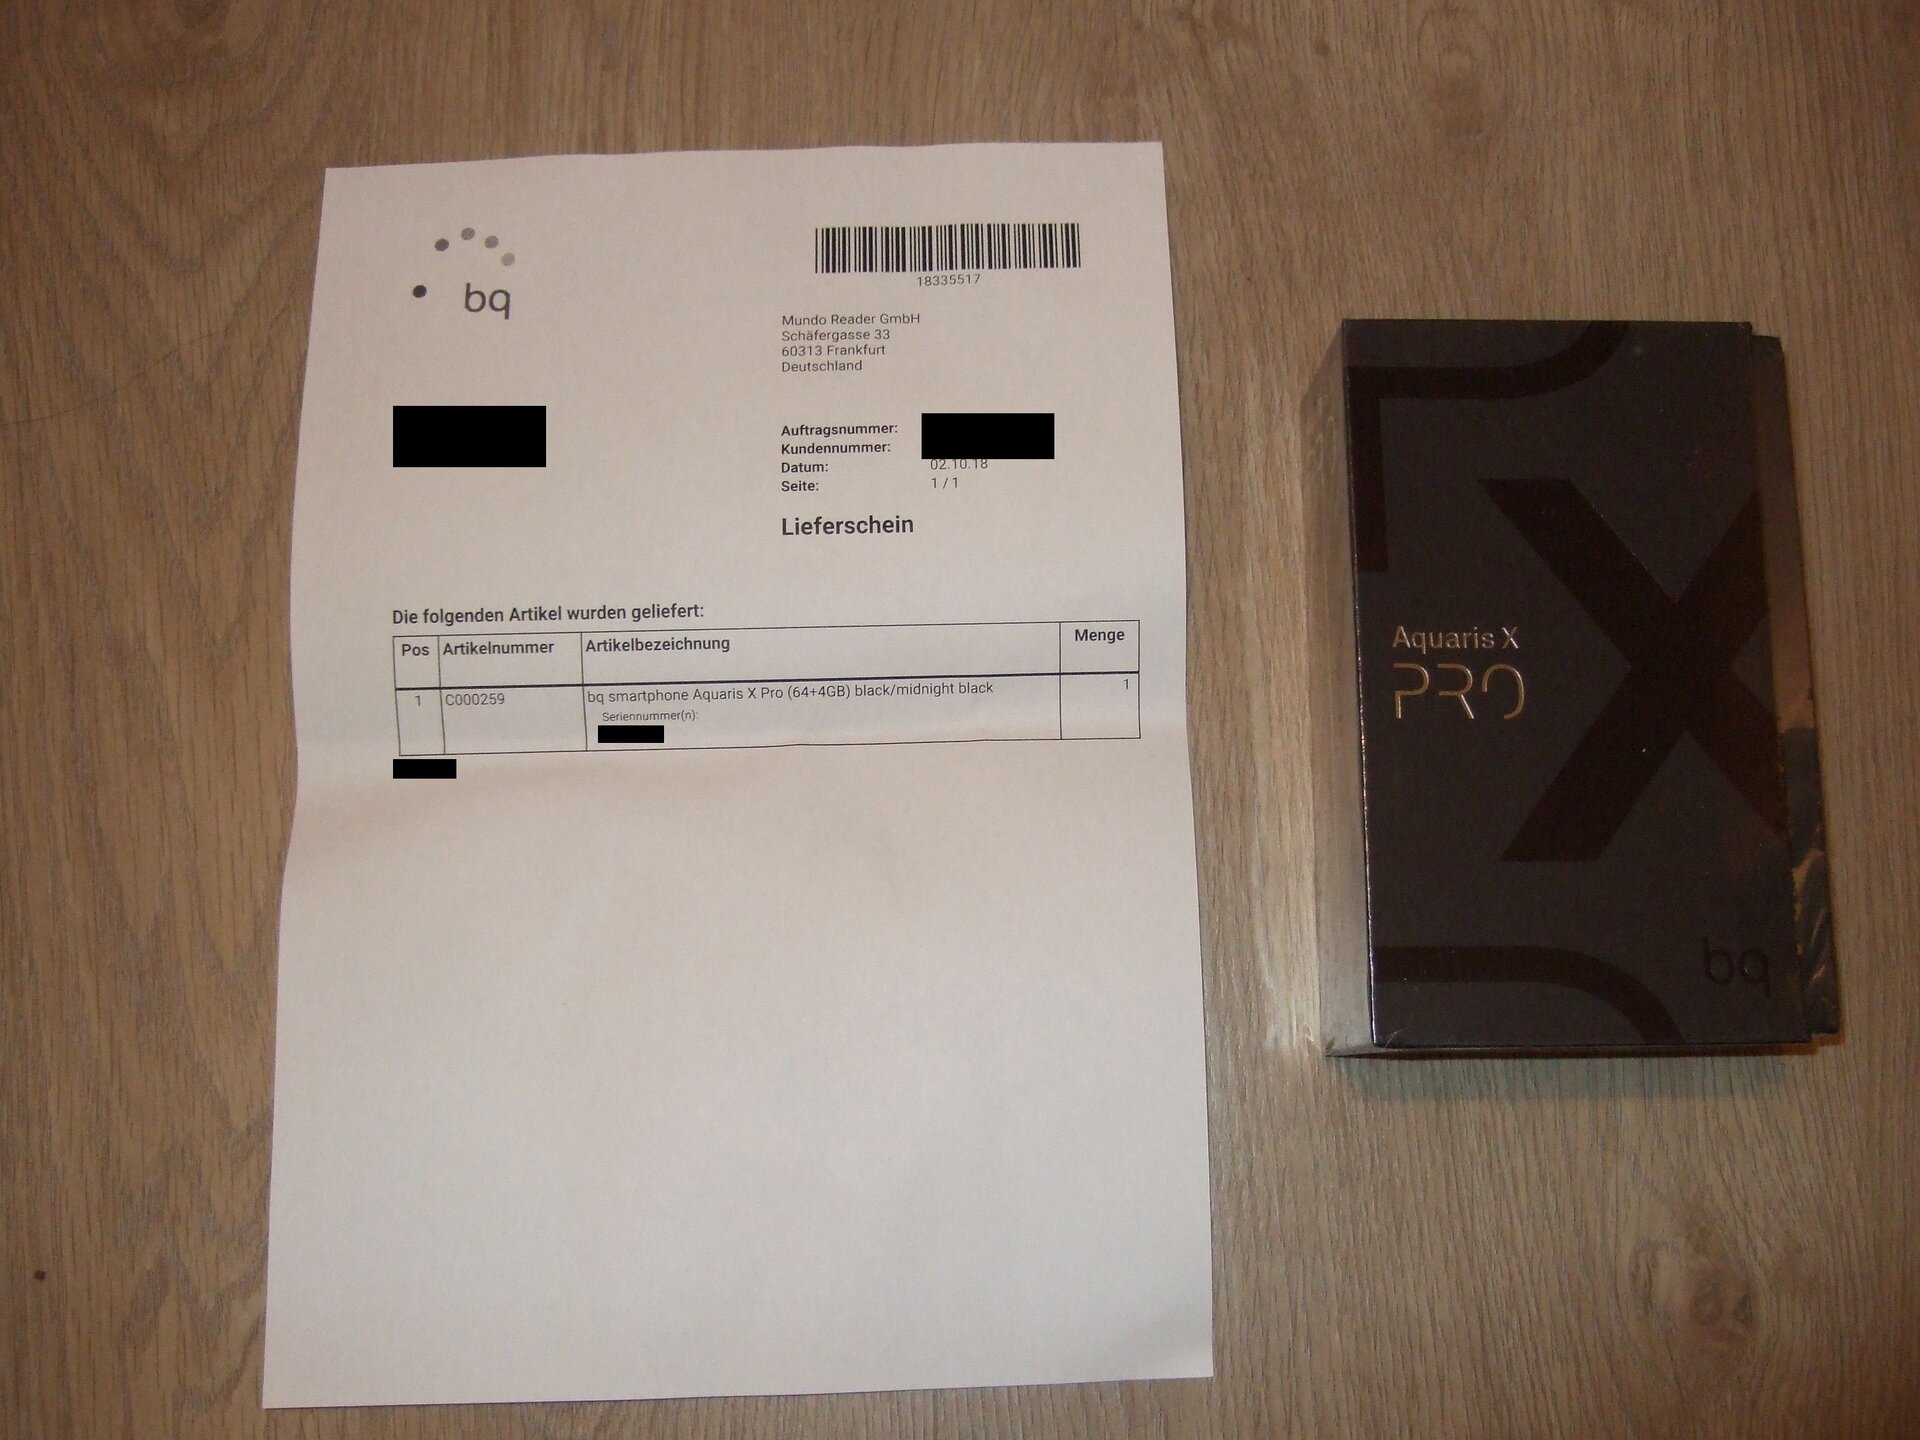 bq
18335517
Mundo Reader GmbH
Schäfergasse 33
60313 Frankfurt
Deutschland
Auftragsnummer:
Kundennummer:
Datum: 02.10.18
Seite: 1 / 1
Lieferschein
Die folgenden Artikel wurden geliefert:
Pos Artikelnummer Artikelbezeichnung Menge
1 C000259 bq smartphone Aquaris X Pro (64+4GB) black/midnight black 1
Seriennummer(n):
Aquaris X
PRO
X
bq